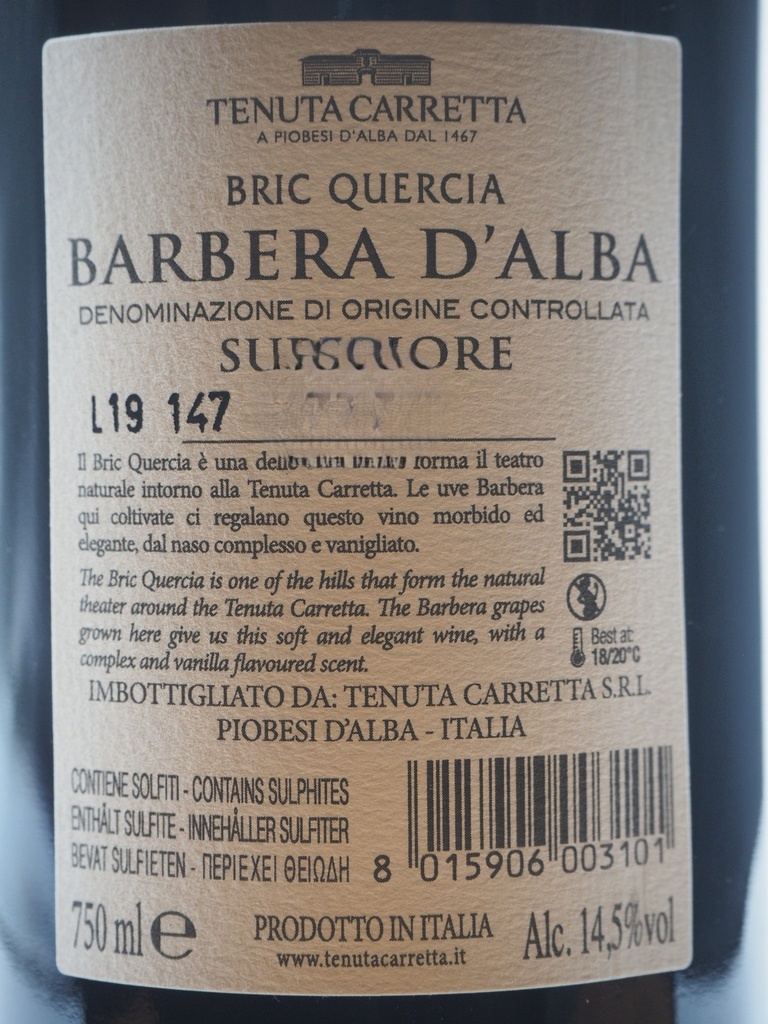 TENUTA CARRETTA
A PIOBESI D'ALBA DAL 1467
BRIC QUERCIA
BARBERA D'ALBA
DENOMINAZIONE DI ORIGINE CONTROLLATA
L19 147
Il Bric Quercia è una forma il teatro
naturale intorno alla Tenuta Carretta. Le uve Barbera
qui coltivate ci regalano questo vino morbido ed
elegante, dal naso complesso e vanigliato.
The Bric Quercia is one of the hills that form the natural
theater around the Tenuta Carretta. The Barbera grapes
grown here give us this soft and elegant wine, with a
complex and vanilla flavoured scent.
Best at:
18/20°C
IMBOTTIGLIATO DA: TENUTA CARRETTA S.R.L.
PIOBESI D'ALBA - ITALIA
CONTIENE SOLFITI - CONTAINS SULPHITES
ENTHÄLT SULFITE - INNEHÅLLER SULFITER
BEVAT SULFIETEN - ΠΕΡΙΕΧΕΙ ΘΕΙΩΔΗ
8 015906 003101
750 ml e
PRODOTTO IN ITALIA
www.tenutacarretta.it
Alc. 14,5%vol